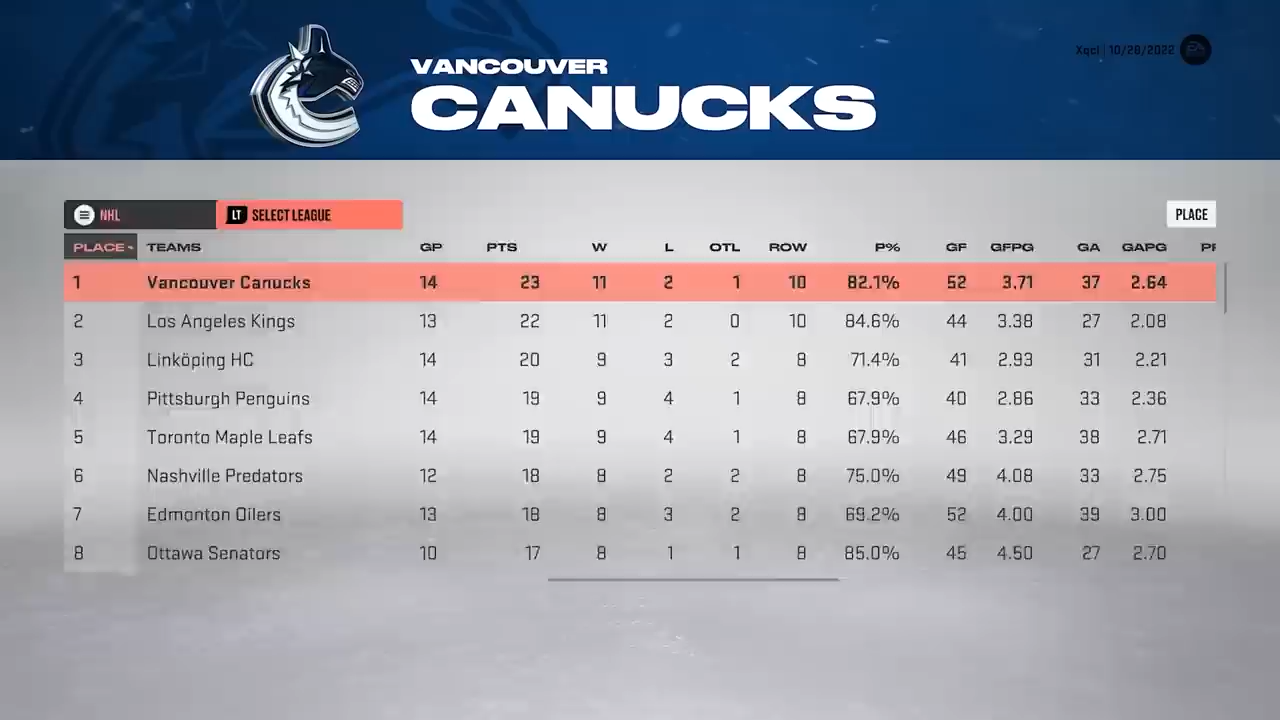 VANCOUVER
CANUCKS
Xqcl | 10/26/2022 EA
NHL LT SELECT LEAGUE PLACE
PLACE TEAMS GP PTS W L OTL ROW P% GF GFPG GA GAPG
1 Vancouver Canucks 14 23 11 2 1 10 82.1% 52 3.71 37 2.64
2 Los Angeles Kings 13 22 11 2 0 10 84.6% 44 3.38 27 2.08
3 Linköping HC 14 20 9 3 2 8 71.4% 41 2.93 31 2.21
4 Pittsburgh Penguins 14 19 9 4 1 8 67.9% 40 2.86 33 2.36
5 Toronto Maple Leafs 14 19 9 4 1 8 67.9% 46 3.29 38 2.71
6 Nashville Predators 12 18 8 2 2 8 75.0% 49 4.08 33 2.75
7 Edmonton Oilers 13 18 8 3 2 8 69.2% 52 4.00 39 3.00
8 Ottawa Senators 10 17 8 1 1 8 85.0% 45 4.50 27 2.70